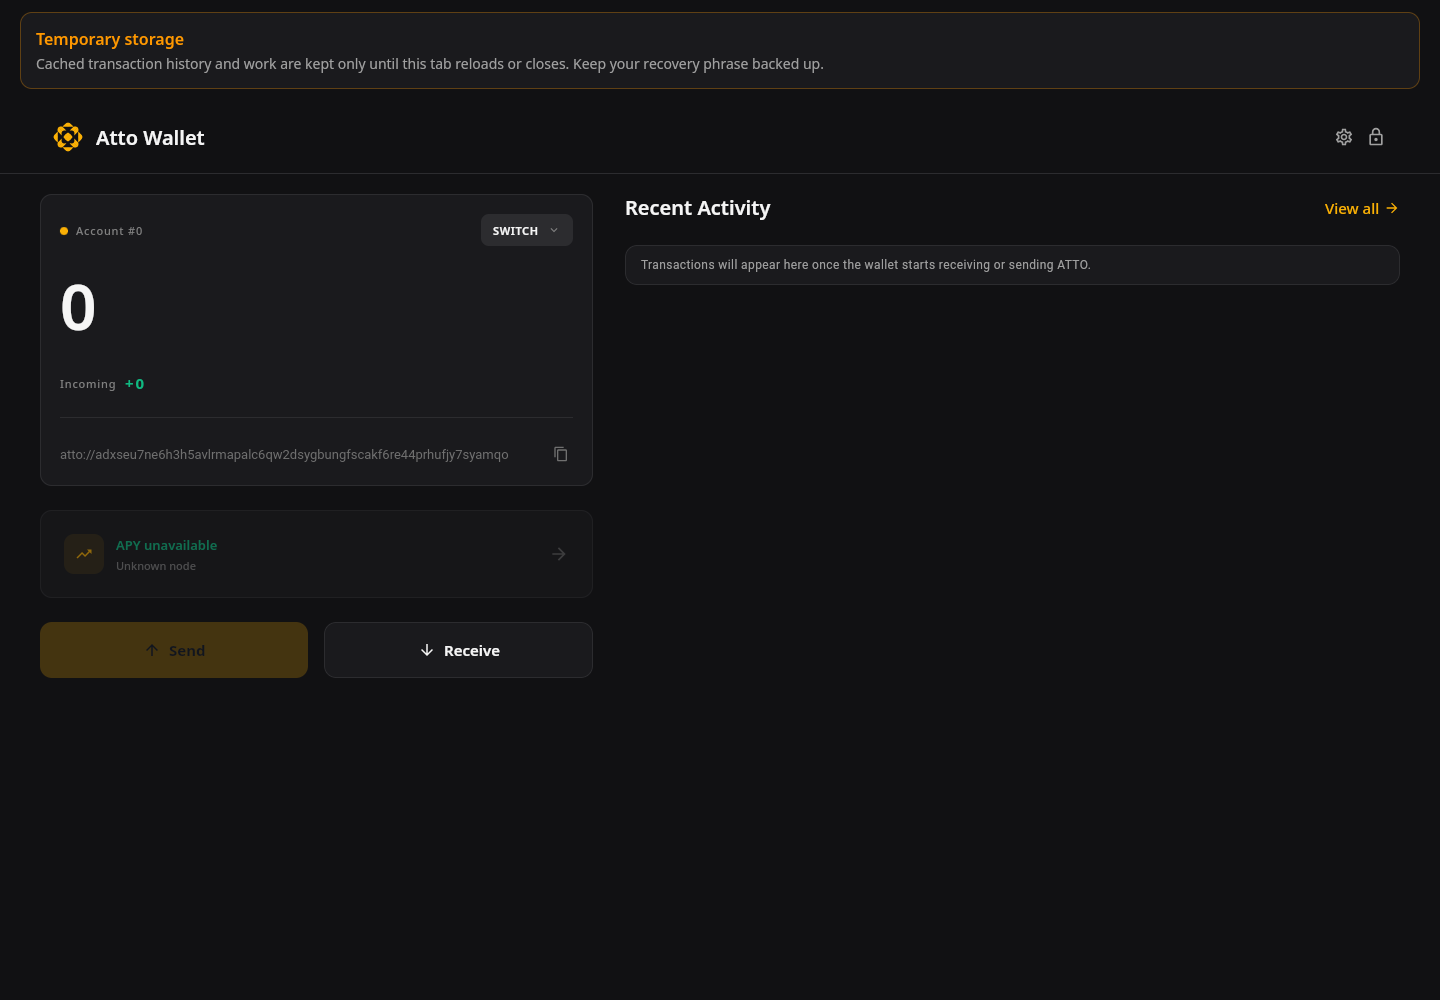 Temporary storage
Cached transaction history and work are kept only until this tab reloads or closes. Keep your recovery phrase backed up.
Atto Wallet
Account #0
SWITCH
0
Incoming +0
atto://adxseu7ne6h3h5avlrmapalc6qw2dsygbungfscakf6re44prhufjy7syamqo
APY unavailable
Unknown node
Send
Receive
Recent Activity
View all
Transactions will appear here once the wallet starts receiving or sending ATTO.